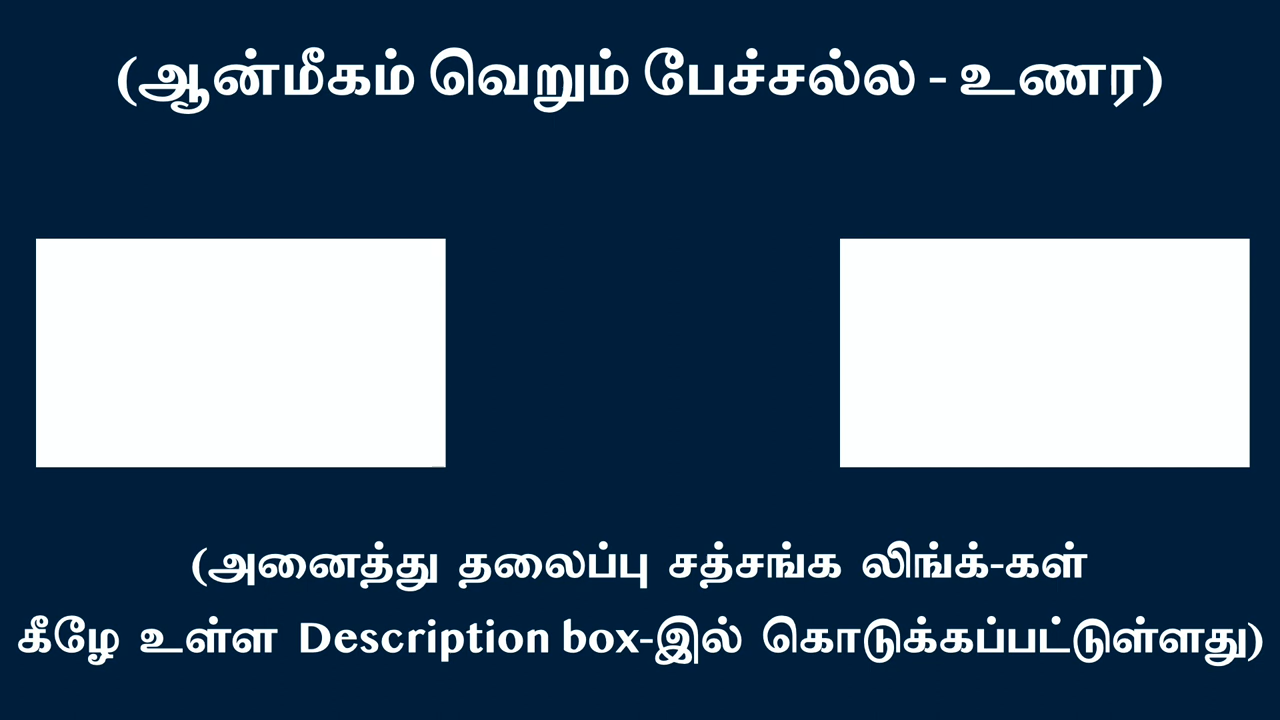 (ஆன்மீகம் வெறும் பேச்சல்ல - உணர)
(அனைத்து தலைப்பு சத்சங்க லிங்க்-கள்
கீழே உள்ள Description box-இல் கொடுக்கப்பட்டுள்ளது)